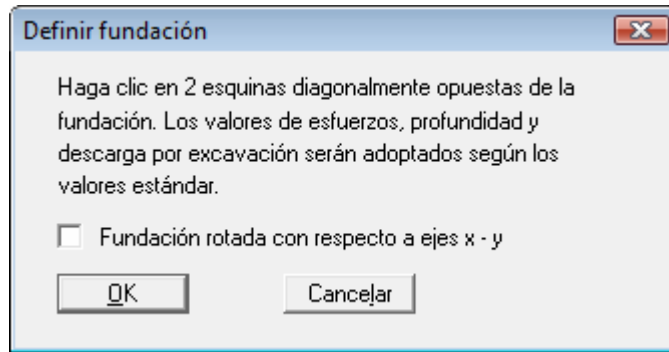 Definir fundación
Haga clic en 2 esquinas diagonalmente opuestas de la
fundación. Los valores de esfuerzos, profundidad y
descarga por excavación serán adoptados según los
valores estándar.
Fundación rotada con respecto a ejes x - y
OK
Cancelar